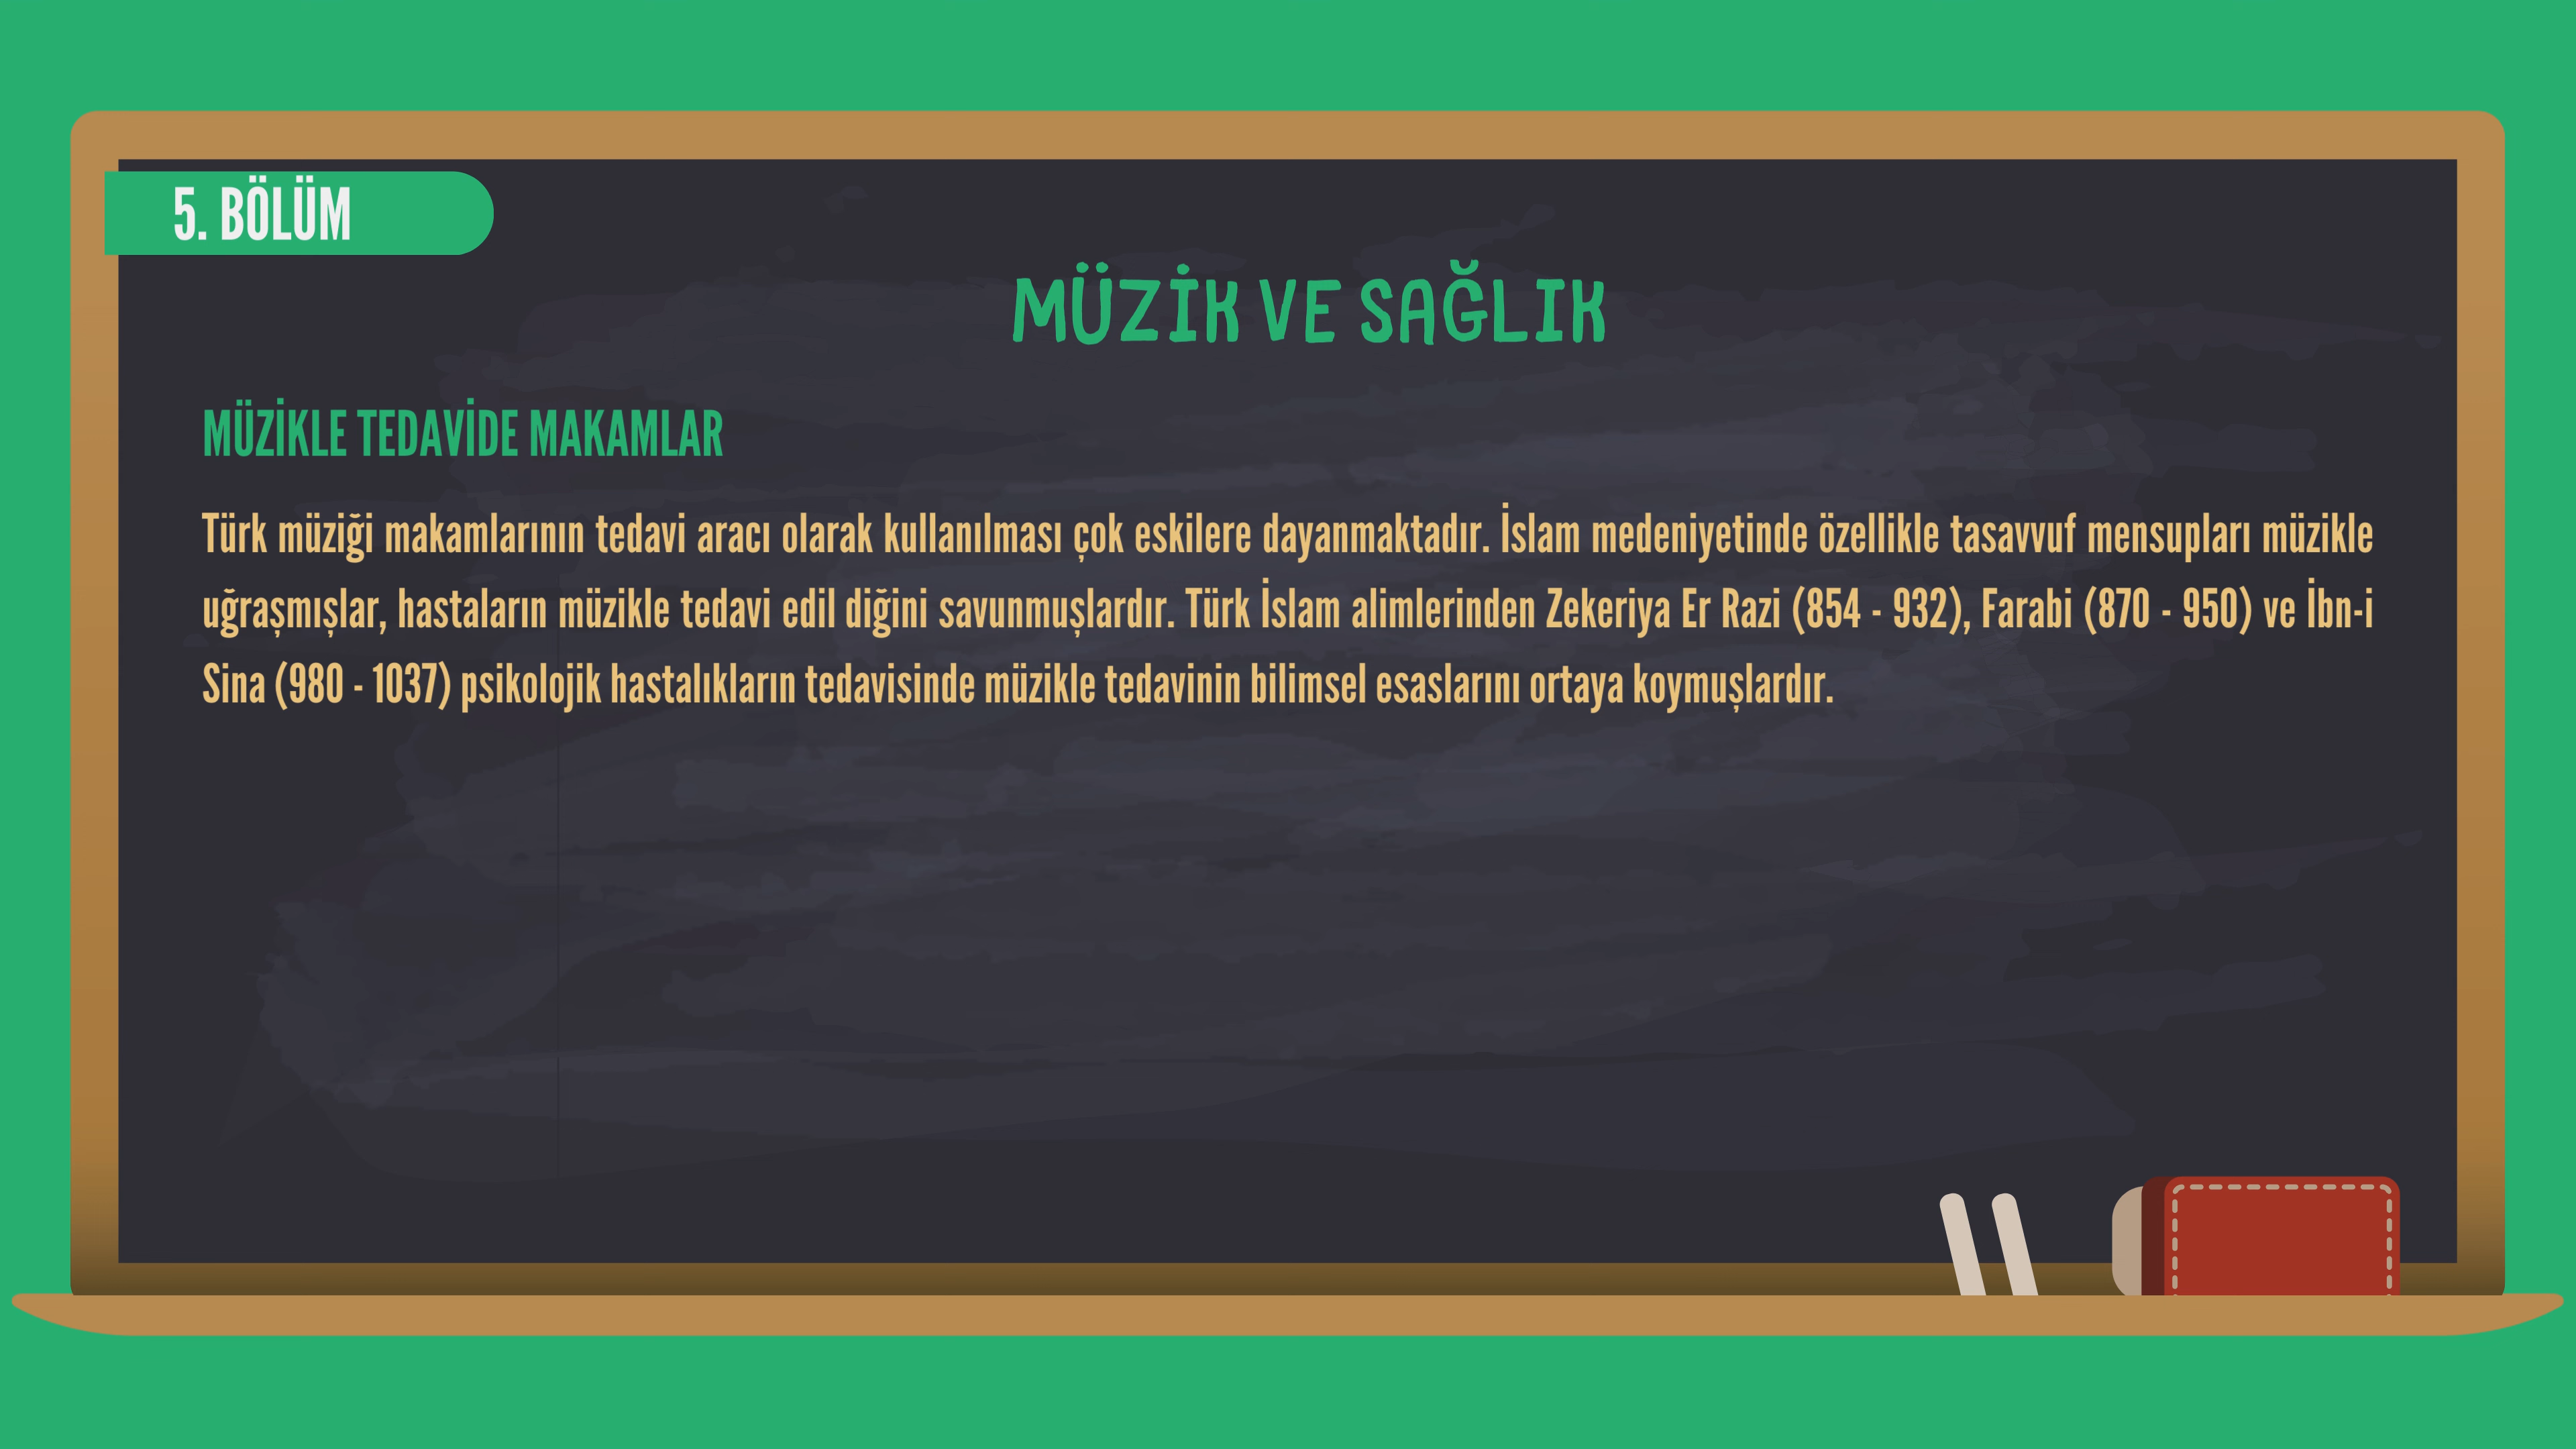 5. BÖLÜM
MÜZİK VE SAĞLIK
MÜZİKLE TEDAVİDE MAKAMLAR
Türk müziği makamlarının tedavi aracı olarak kullanılması çok eskilere dayanmaktadır. İslam medeniyetinde özellikle tasavvuf mensupları müzikle
uğraşmışlar, hastaların müzikle tedavi edil diğini savunmuşlardır. Türk İslam alimlerinden Zekeriya Er Razi (854 - 932), Farabi (870 - 950) ve İbn-i
Sina (980 - 1037) psikolojik hastalıkların tedavisinde müzikle tedavinin bilimsel esaslarını ortaya koymuşlardır.